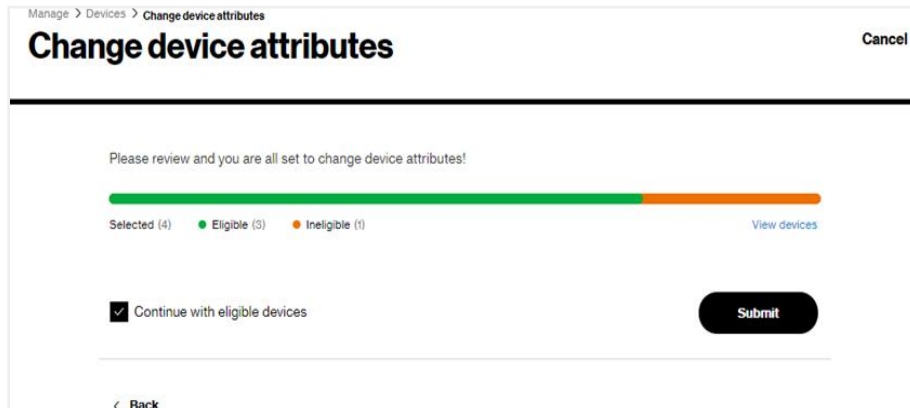 Manage > Devices > Change device attributes
Change device attributes
Cancel
Please review and you are all set to change device attributes!
Selected (4) Eligible (3) Ineligible (1) View devices
Continue with eligible devices
Submit
< Back